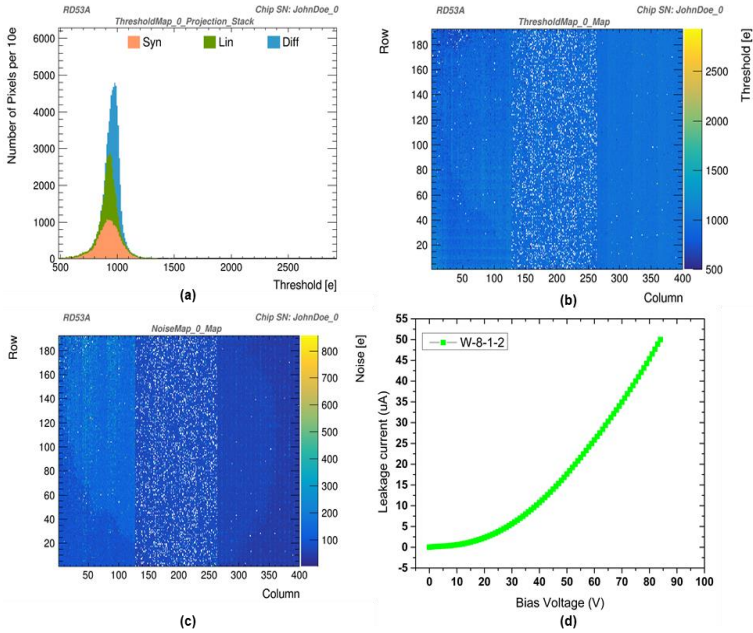 RD53A
Chip SN: JohnDoe_0
ThresholdMap_0_Projection_Stack
Number of Pixels per 10e
Syn
Lin
Diff
6000
5000
4000
3000
2000
1000
0
500 1000 1500 2000 2500
Threshold [e]
(a)
RD53A
Chip SN: JohnDoe_0
ThresholdMap_0_Map
Row
180
160
140
120
100
80
60
40
20
50 100 150 200 250 300 350 400
Column
Threshold [e]
2500
2000
1500
1000
500
(b)
RD53A
Chip SN: JohnDoe_0
NoiseMap_0_Map
Row
180
160
140
120
100
80
60
40
20
50 100 150 200 250 300 350 400
Column
Noise [e]
800
700
600
500
400
300
200
100
(c)
W-8-1-2
Leakage current (uA)
55
50
45
40
35
30
25
20
15
10
5
0
-5
0 10 20 30 40 50 60 70 80 90 100
Bias Voltage (V)
(d)